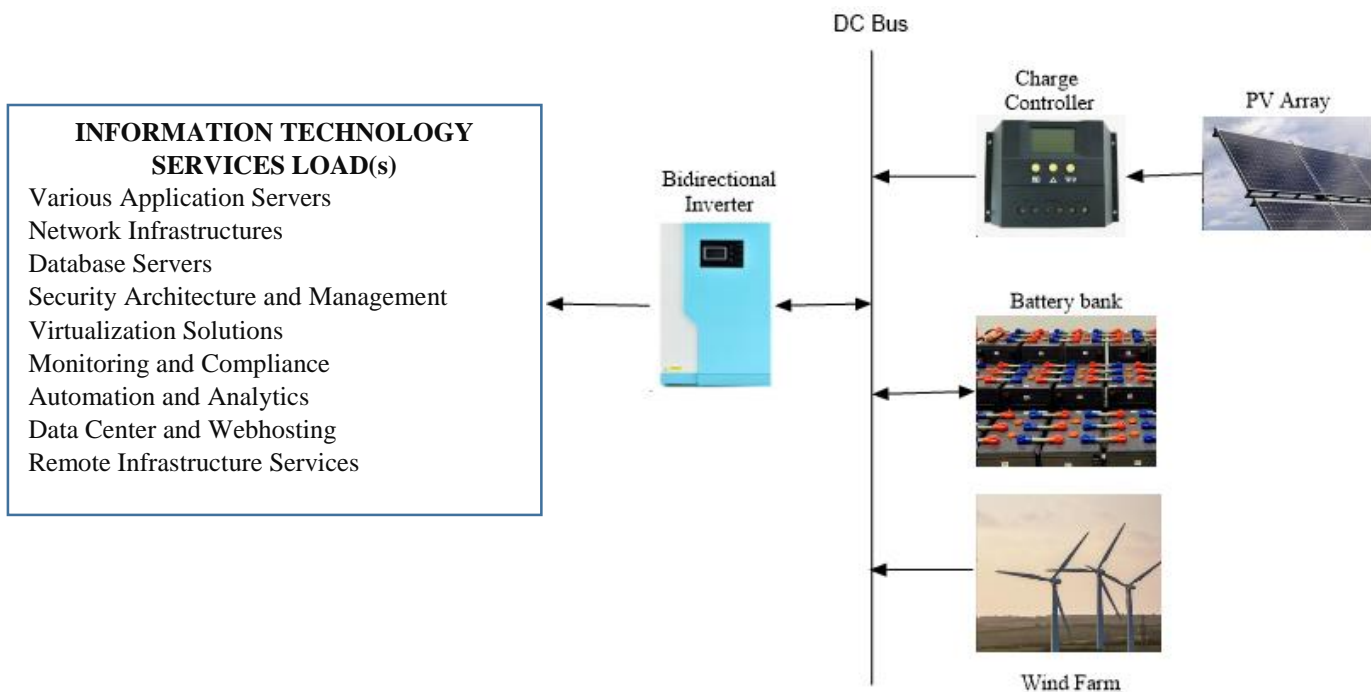 DC Bus
Charge
Controller
PV Array
INFORMATION TECHNOLOGY
SERVICES LOAD(s)
Various Application Servers
Network Infrastructures
Database Servers
Security Architecture and Management
Virtualization Solutions
Monitoring and Compliance
Automation and Analytics
Data Center and Webhosting
Remote Infrastructure Services
Bidirectional
Inverter
Battery bank
Wind Farm